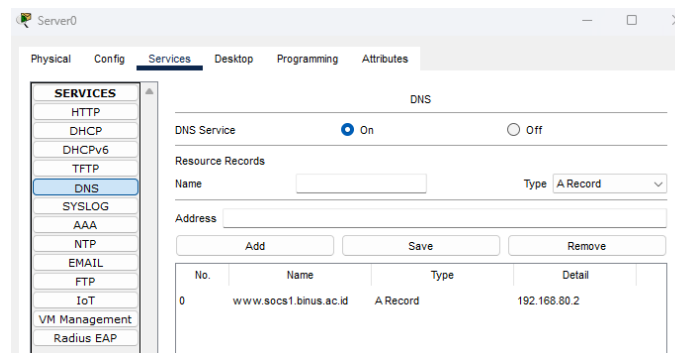 Server0
Physical Config Services Desktop Programming Attributes
SERVICES
HTTP
DHCP
DHCPv6
TFTP
DNS
SYSLOG
AAA
NTP
EMAIL
FTP
IoT
VM Management
Radius EAP
DNS
DNS Service On Off
Resource Records
Name Type A Record
Address
Add Save Remove
No. Name Type Detail
0 www.socs1.binus.ac.id A Record 192.168.80.2